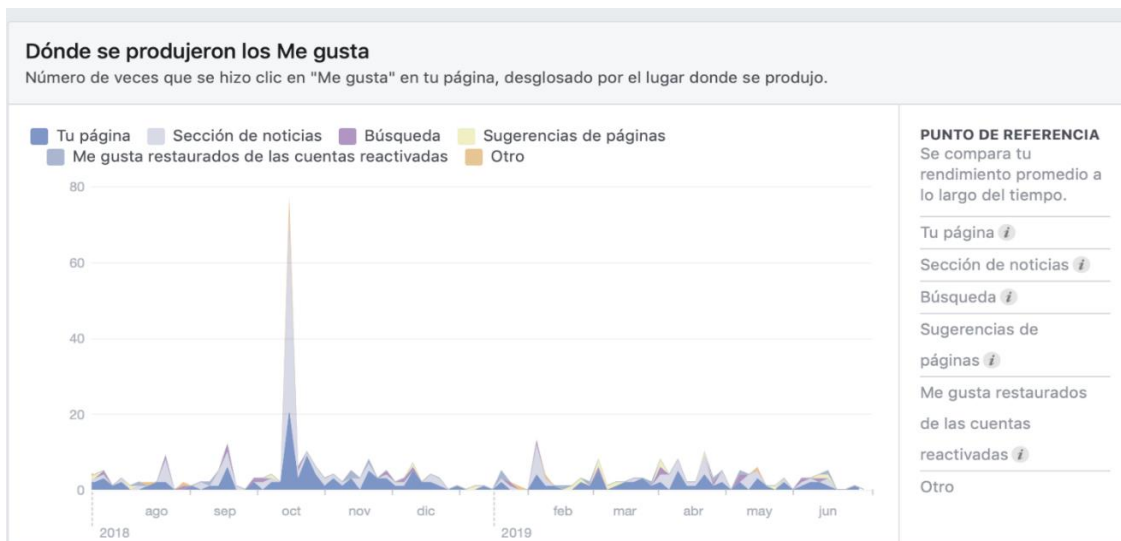 Dónde se produjeron los Me gusta
Número de veces que se hizo clic en "Me gusta" en tu página, desglosado por el lugar donde se produjo.
Tu página Sección de noticias Búsqueda Sugerencias de páginas
Me gusta restaurados de las cuentas reactivadas Otro
80
60
40
20
0
ago sep oct nov dic feb mar abr may jun
2018 2019
PUNTO DE REFERENCIA
Se compara tu
rendimiento promedio a
lo largo del tiempo.
Tu página i
Sección de noticias i
Búsqueda i
Sugerencias de
páginas i
Me gusta restaurados
de las cuentas
reactivadas i
Otro